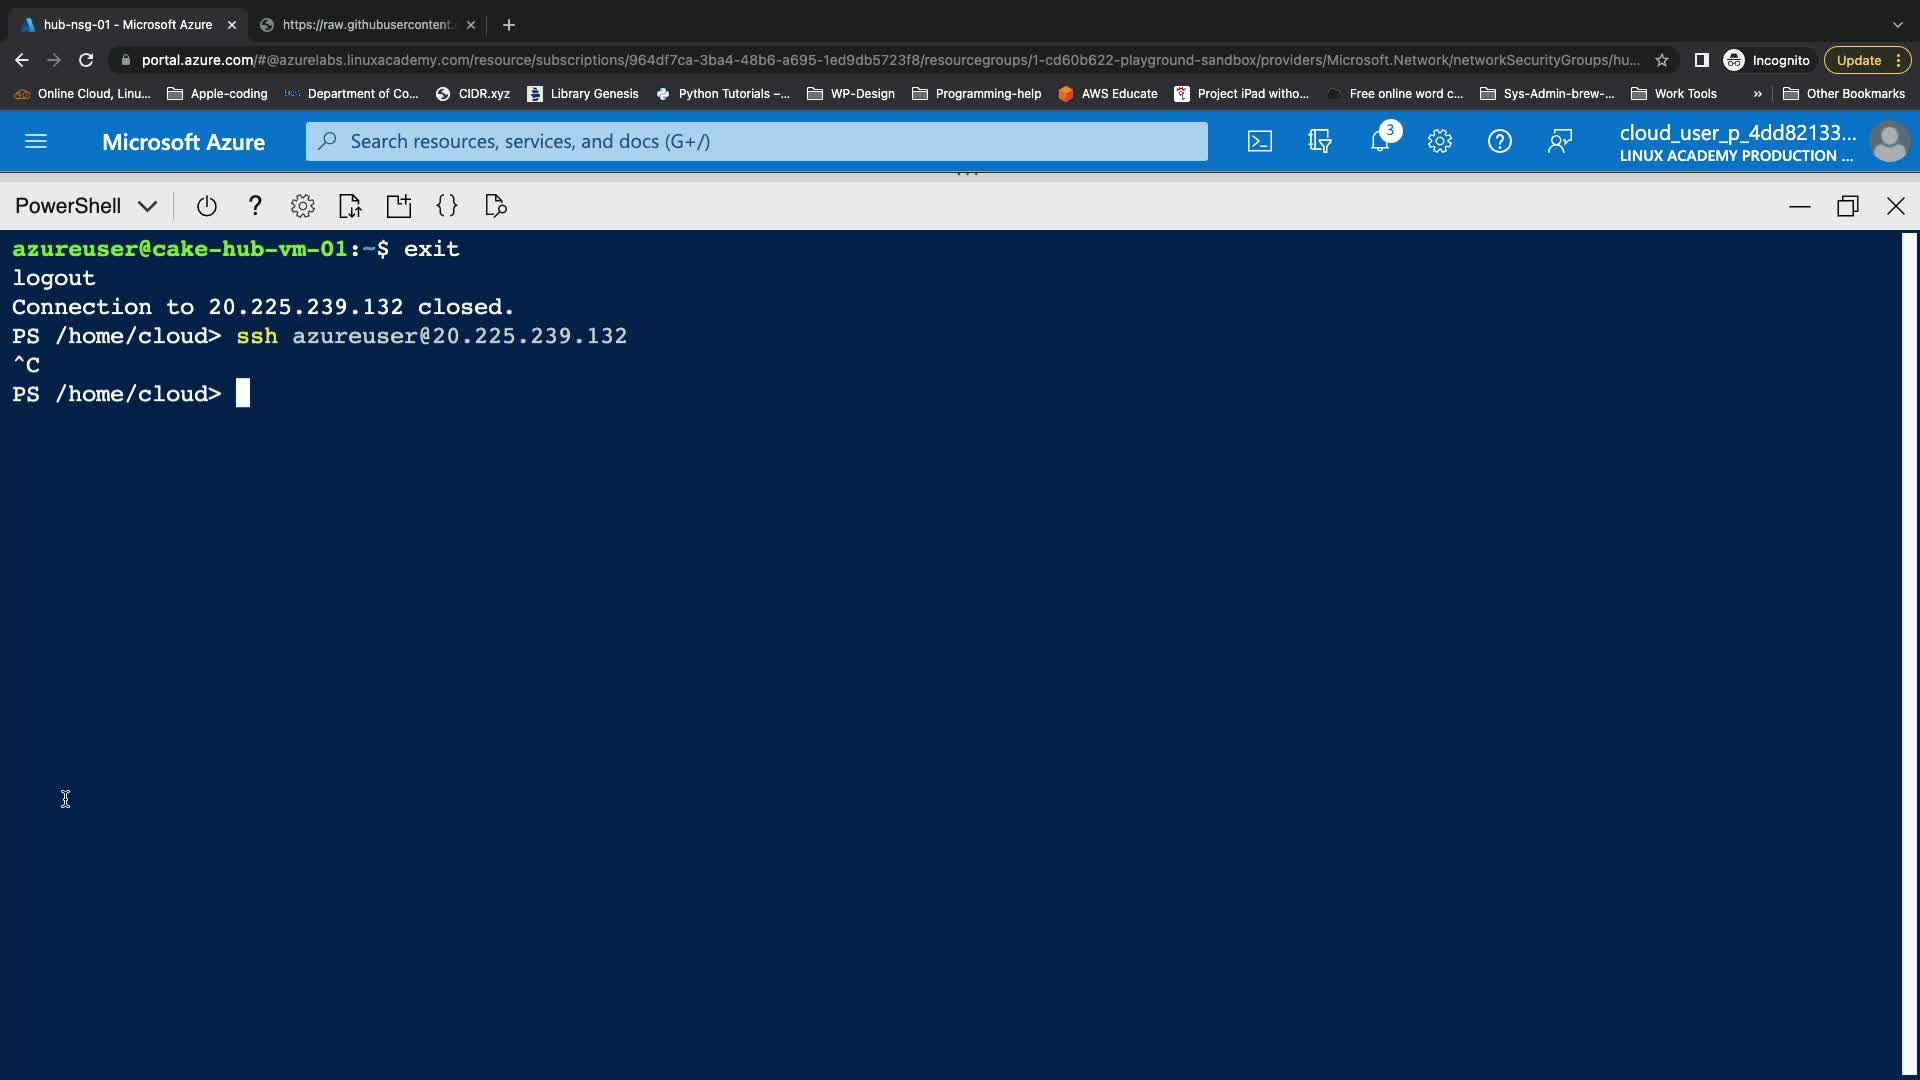 hub-nsg-01 - Microsoft Azure
https://raw.githubusercontent.
portal.azure.com/#@azurelabs.linuxacademy.com/resource/subscriptions/964df7ca-3ba4-48b6-a695-1ed9db5723f8/resourcegroups/1-cd60b622-playground-sandbox/providers/Microsoft.Network/networkSecurityGroups/hu...
Incognito
Update
Online Cloud, Linu...
Apple-coding
Department of Co...
CIDR.xyz
Library Genesis
Python Tutorials –...
WP-Design
Programming-help
AWS Educate
Project iPad witho...
Free online word c...
Sys-Admin-brew-...
Work Tools
»
Other Bookmarks
Microsoft Azure
Search resources, services, and docs (G+/)
3
cloud_user_p_4dd82133...
LINUX ACADEMY PRODUCTION ...
PowerShell
azureuser@cake-hub-vm-01:~$ exit
logout
Connection to 20.225.239.132 closed.
PS /home/cloud> ssh azureuser@20.225.239.132
^C
PS /home/cloud>